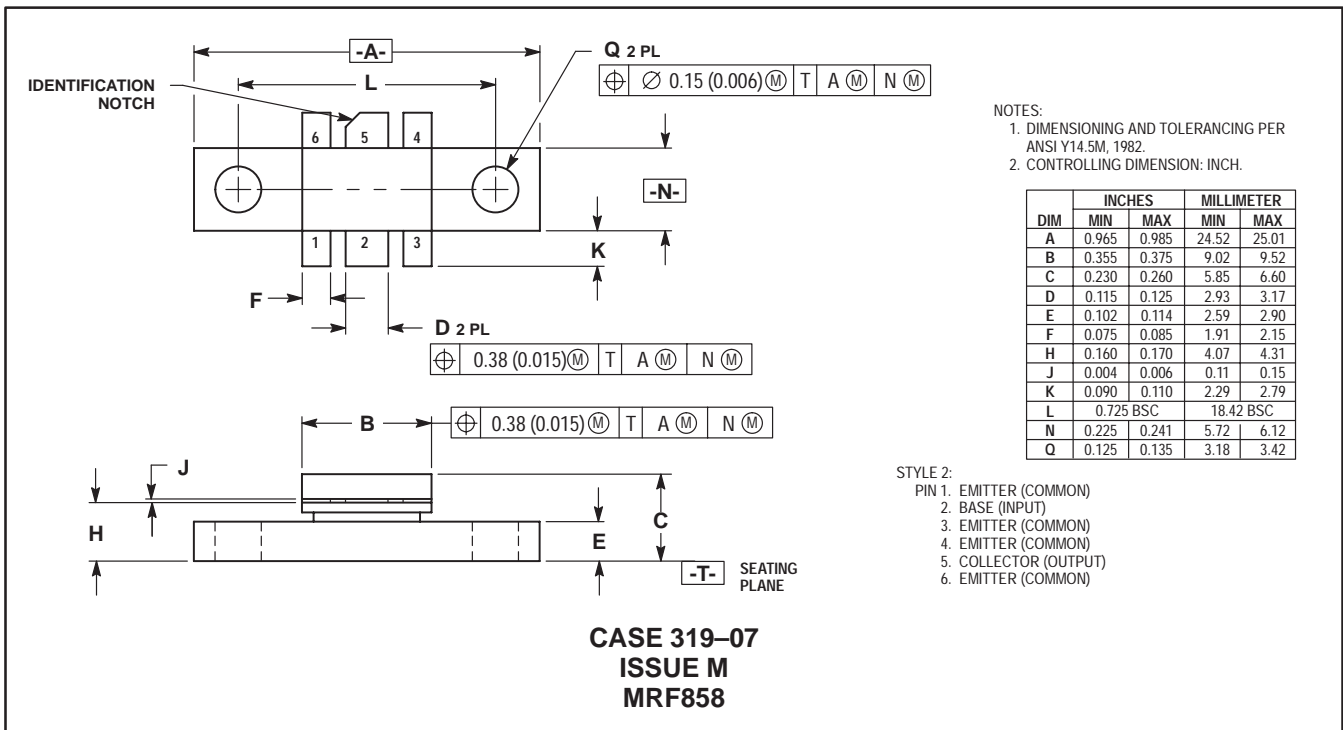 -A-
Q 2 PL
IDENTIFICATION
NOTCH
L
⌖ ∅ 0.15 (0.006) Ⓜ T A Ⓜ N Ⓜ
6 5 4
-N-
1 2 3
K
F
D 2 PL
⌖ 0.38 (0.015) Ⓜ T A Ⓜ N Ⓜ
B
⌖ 0.38 (0.015) Ⓜ T A Ⓜ N Ⓜ
J
H
C
E
-T- SEATING
PLANE
NOTES:
1. DIMENSIONING AND TOLERANCING PER
ANSI Y14.5M, 1982.
2. CONTROLLING DIMENSION: INCH.
INCHES MILLIMETER
DIM MIN MAX MIN MAX
A 0.965 0.985 24.52 25.01
B 0.355 0.375 9.02 9.52
C 0.230 0.260 5.85 6.60
D 0.115 0.125 2.93 3.17
E 0.102 0.114 2.59 2.90
F 0.075 0.085 1.91 2.15
H 0.160 0.170 4.07 4.31
J 0.004 0.006 0.11 0.15
K 0.090 0.110 2.29 2.79
L 0.725 BSC 18.42 BSC
N 0.225 0.241 5.72 6.12
Q 0.125 0.135 3.18 3.42
STYLE 2:
PIN 1. EMITTER (COMMON)
2. BASE (INPUT)
3. EMITTER (COMMON)
4. EMITTER (COMMON)
5. COLLECTOR (OUTPUT)
6. EMITTER (COMMON)
CASE 319–07
ISSUE M
MRF858